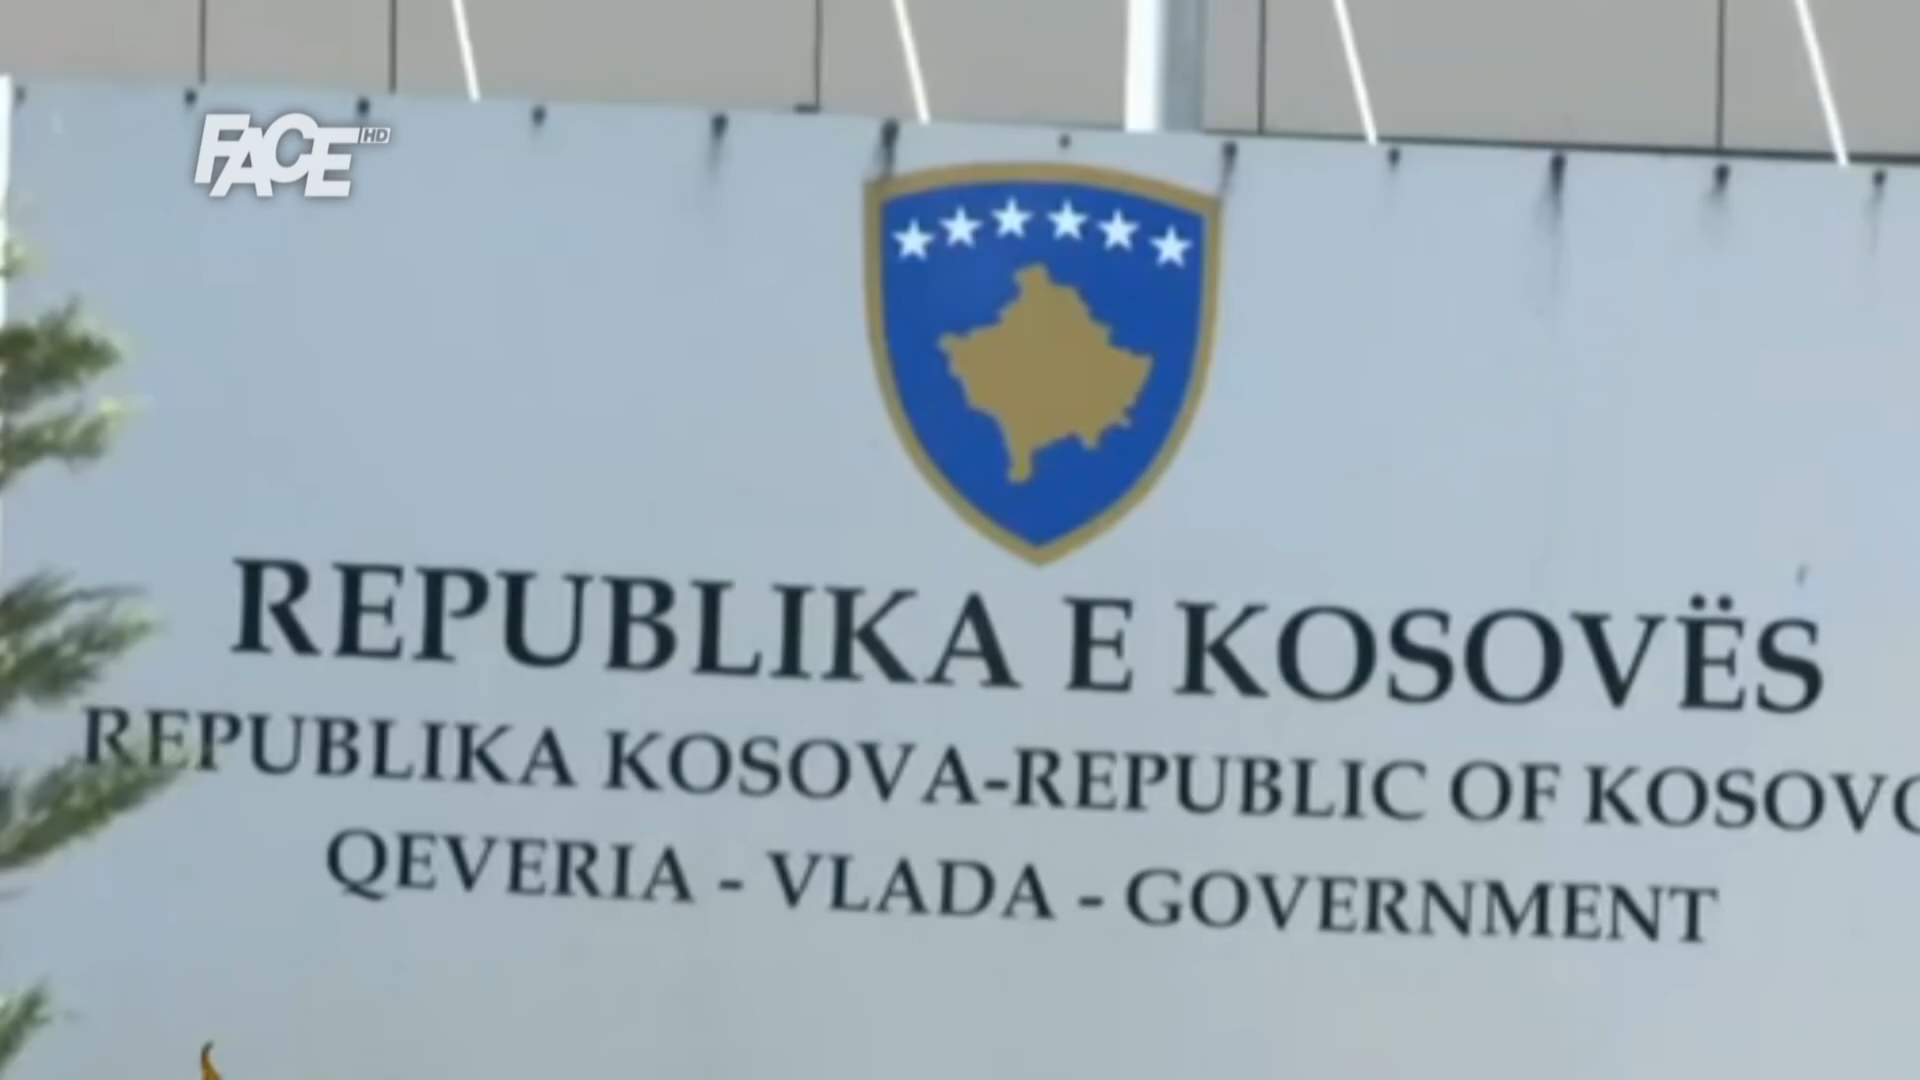 FACE HD
REPUBLIKA E KOSOVËS
REPUBLIKA KOSOVA-REPUBLIC OF KOSOVO
QEVERIA - VLADA - GOVERNMENT